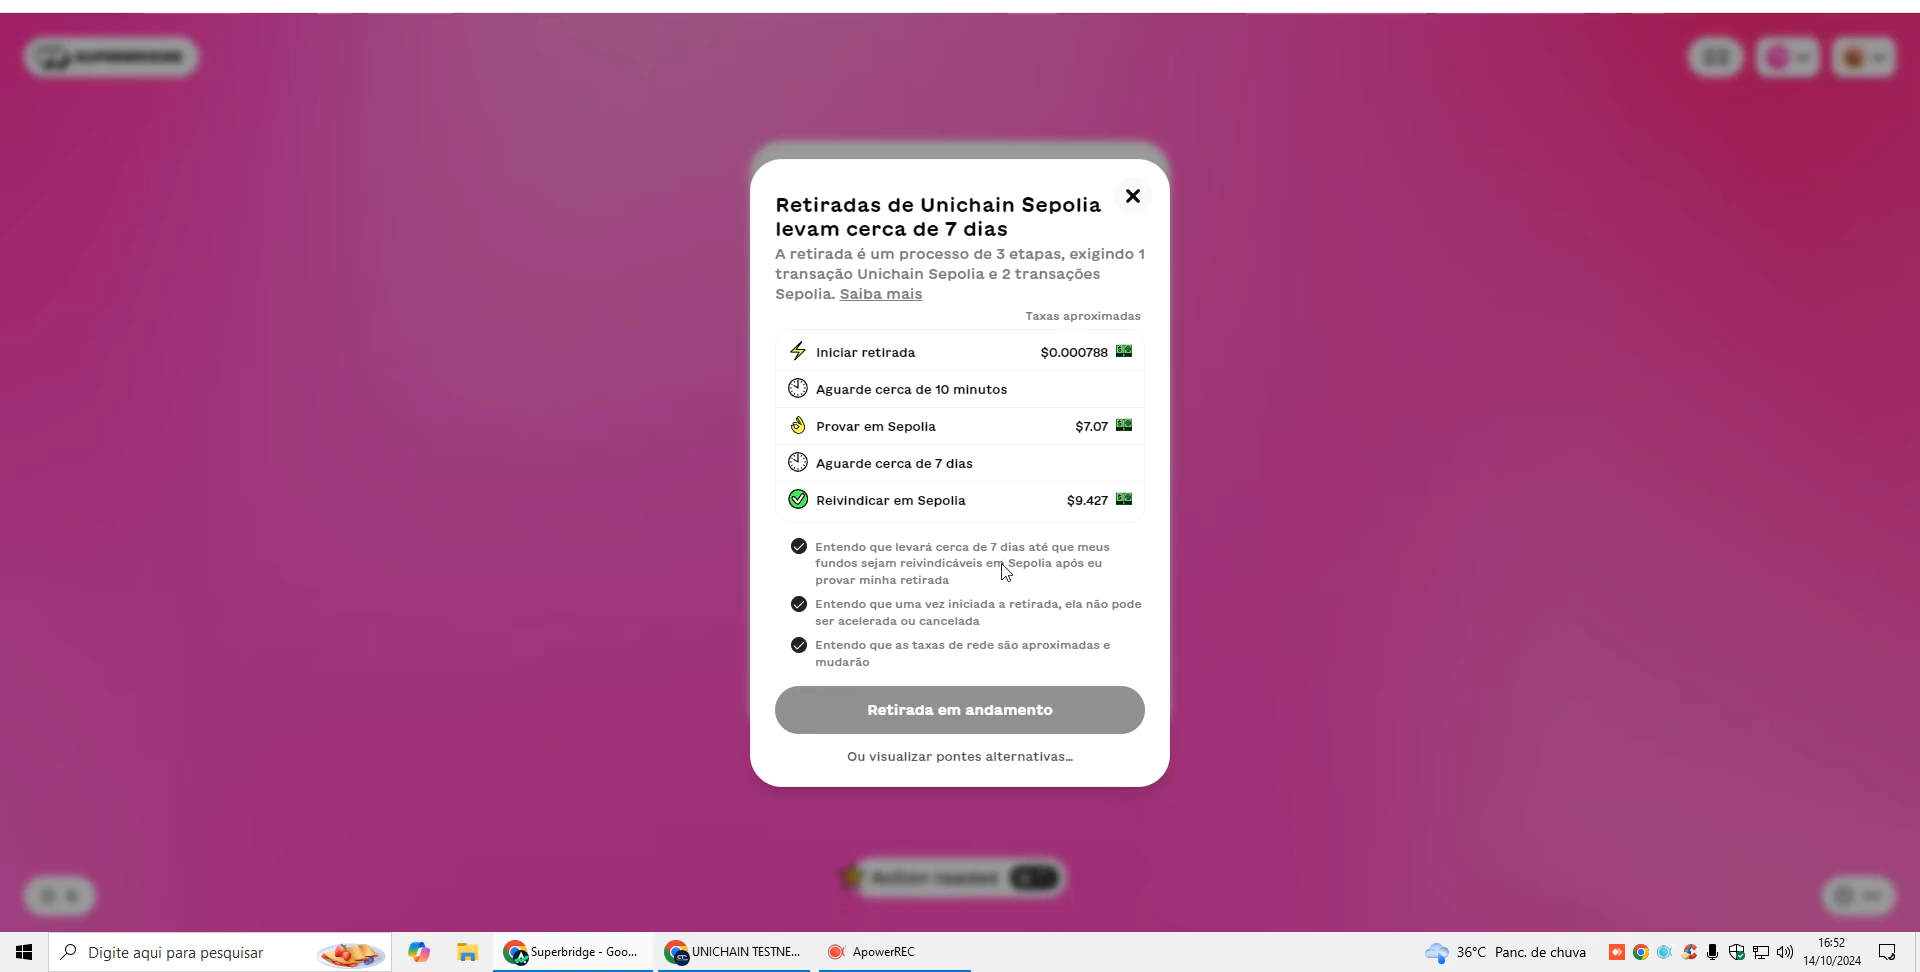 SUPERBRIDGE
Retiradas de Unichain Sepolia
levam cerca de 7 dias
A retirada é um processo de 3 etapas, exigindo 1
transação Unichain Sepolia e 2 transações
Sepolia. Saiba mais
Taxas aproximadas
Iniciar retirada $0.000788
Aguarde cerca de 10 minutos
Provar em Sepolia $7.07
Aguarde cerca de 7 dias
Reivindicar em Sepolia $9.427
Entendo que levará cerca de 7 dias até que meus
fundos sejam reivindicáveis em Sepolia após eu
provar minha retirada
Entendo que uma vez iniciada a retirada, ela não pode
ser acelerada ou cancelada
Entendo que as taxas de rede são aproximadas e
mudarão
Retirada em andamento
Ou visualizar pontes alternativas...
Action needed
Digite aqui para pesquisar
Superbridge - Goo...
UNICHAIN TESTNE...
ApowerREC
36°C Panc. de chuva
16:52
14/10/2024